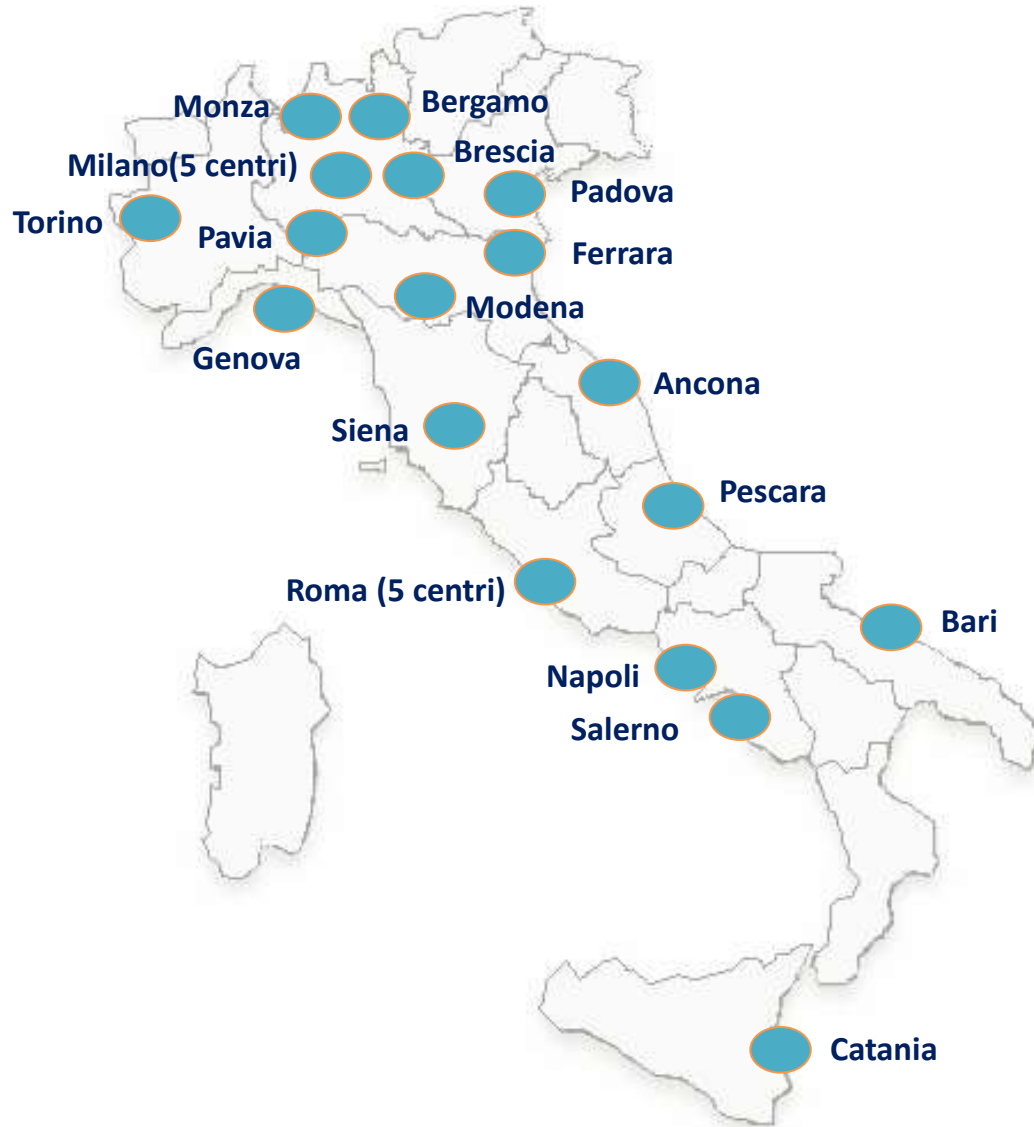 Monza
Bergamo
Milano(5 centri)
Brescia
Padova
Torino
Pavia
Ferrara
Modena
Genova
Ancona
Siena
Pescara
Roma (5 centri)
Bari
Napoli
Salerno
Catania